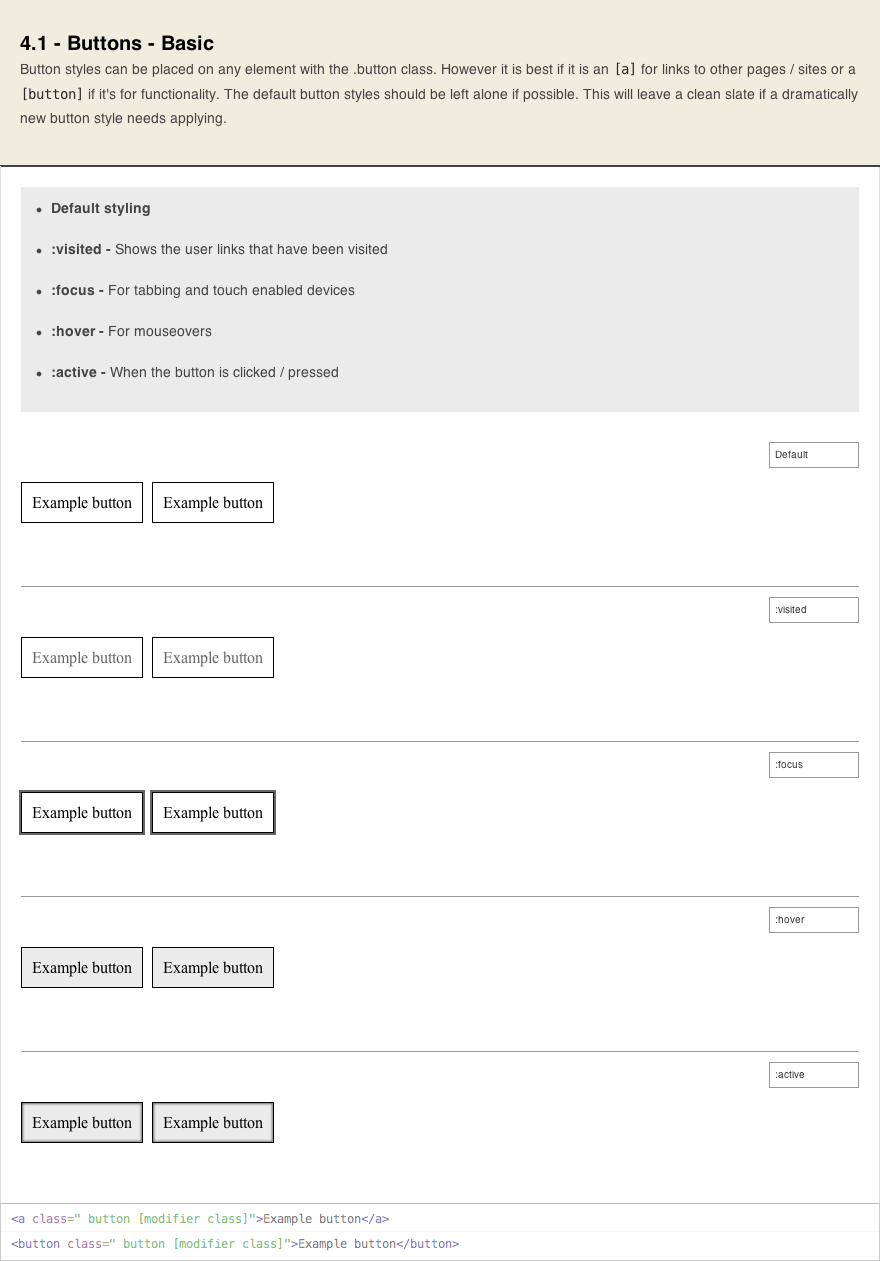 4.1 - Buttons - Basic
Button styles can be placed on any element with the .button class. However it is best if it is an [a] for links to other pages / sites or a
[button] if it's for functionality. The default button styles should be left alone if possible. This will leave a clean slate if a dramatically
new button style needs applying.
• Default styling
• :visited - Shows the user links that have been visited
• :focus - For tabbing and touch enabled devices
• :hover - For mouseovers
• :active - When the button is clicked / pressed
Default
Example button Example button
:visited
Example button Example button
:focus
Example button Example button
:hover
Example button Example button
:active
Example button Example button
<a class=" button [modifier class]">Example button</a>
<button class=" button [modifier class]">Example button</button>